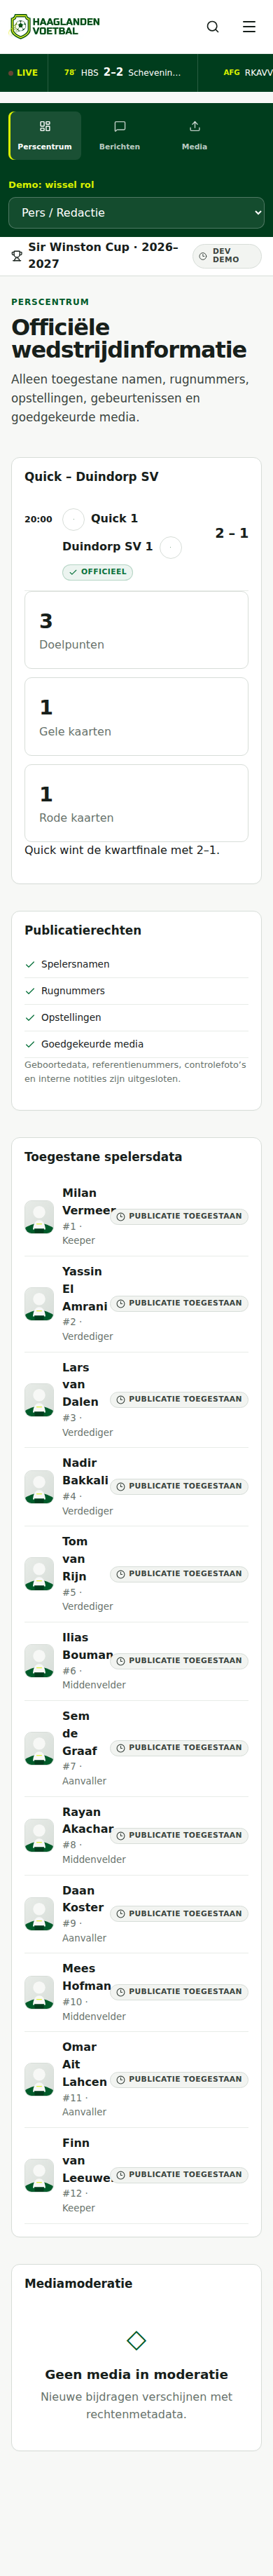 HAAGLANDEN
VOETBAL
LIVE 78' HBS 2–2 Schevenin… AFG RKAVV
Perscentrum Berichten Media
Demo: wissel rol
Pers / Redactie
Sir Winston Cup · 2026–
2027
DEV
DEMO
PERSCENTRUM
Officiële
wedstrijdinformatie
Alleen toegestane namen, rugnummers,
opstellingen, gebeurtenissen en
goedgekeurde media.
Quick – Duindorp SV
20:00 Quick 1
2 – 1
Duindorp SV 1
OFFICIEEL
3
Doelpunten
1
Gele kaarten
1
Rode kaarten
Quick wint de kwartfinale met 2–1.
Publicatierechten
Spelersnamen
Rugnummers
Opstellingen
Goedgekeurde media
Geboortedata, referentienummers, controlefoto's
en interne notities zijn uitgesloten.
Toegestane spelersdata
Milan
Vermeer
#1 ·
Keeper
PUBLICATIE TOEGESTAAN
Yassin
El
Amrani
#2 ·
Verdediger
PUBLICATIE TOEGESTAAN
Lars
van
Dalen
#3 ·
Verdediger
PUBLICATIE TOEGESTAAN
Nadir
Bakkali
#4 ·
Verdediger
PUBLICATIE TOEGESTAAN
Tom
van
Rijn
#5 ·
Verdediger
PUBLICATIE TOEGESTAAN
Ilias
Bouman
#6 ·
Middenvelder
PUBLICATIE TOEGESTAAN
Sem
de
Graaf
#7 ·
Aanvaller
PUBLICATIE TOEGESTAAN
Rayan
Akachar
#8 ·
Middenvelder
PUBLICATIE TOEGESTAAN
Daan
Koster
#9 ·
Aanvaller
PUBLICATIE TOEGESTAAN
Mees
Hofman
#10 ·
Middenvelder
PUBLICATIE TOEGESTAAN
Omar
Ait
Lahcen
#11 ·
Aanvaller
PUBLICATIE TOEGESTAAN
Finn
van
Leeuwe
#12 ·
Keeper
PUBLICATIE TOEGESTAAN
Mediamoderatie
Geen media in moderatie
Nieuwe bijdragen verschijnen met
rechtenmetadata.